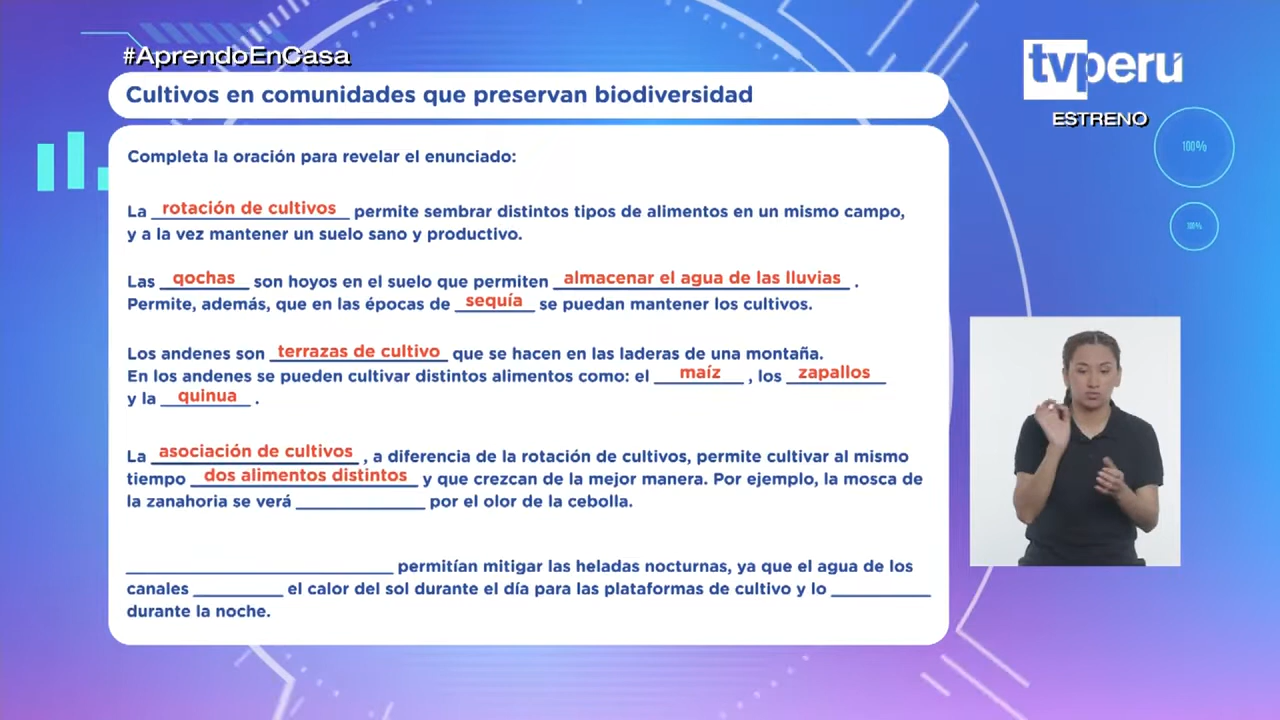 #AprendoEnCasa
tvperú
ESTRENO
Cultivos en comunidades que preservan biodiversidad
100%
100%
Completa la oración para revelar el enunciado:
La rotación de cultivos permite sembrar distintos tipos de alimentos en un mismo campo,
y a la vez mantener un suelo sano y productivo.
Las qochas son hoyos en el suelo que permiten almacenar el agua de las lluvias .
Permite, además, que en las épocas de sequía se puedan mantener los cultivos.
Los andenes son terrazas de cultivo que se hacen en las laderas de una montaña.
En los andenes se pueden cultivar distintos alimentos como: el maíz , los zapallos
y la quinua .
La asociación de cultivos , a diferencia de la rotación de cultivos, permite cultivar al mismo
tiempo dos alimentos distintos y que crezcan de la mejor manera. Por ejemplo, la mosca de
la zanahoria se verá ____________ por el olor de la cebolla.
____________ permitían mitigar las heladas nocturnas, ya que el agua de los
canales ____________ el calor del sol durante el día para las plataformas de cultivo y lo ____________
durante la noche.